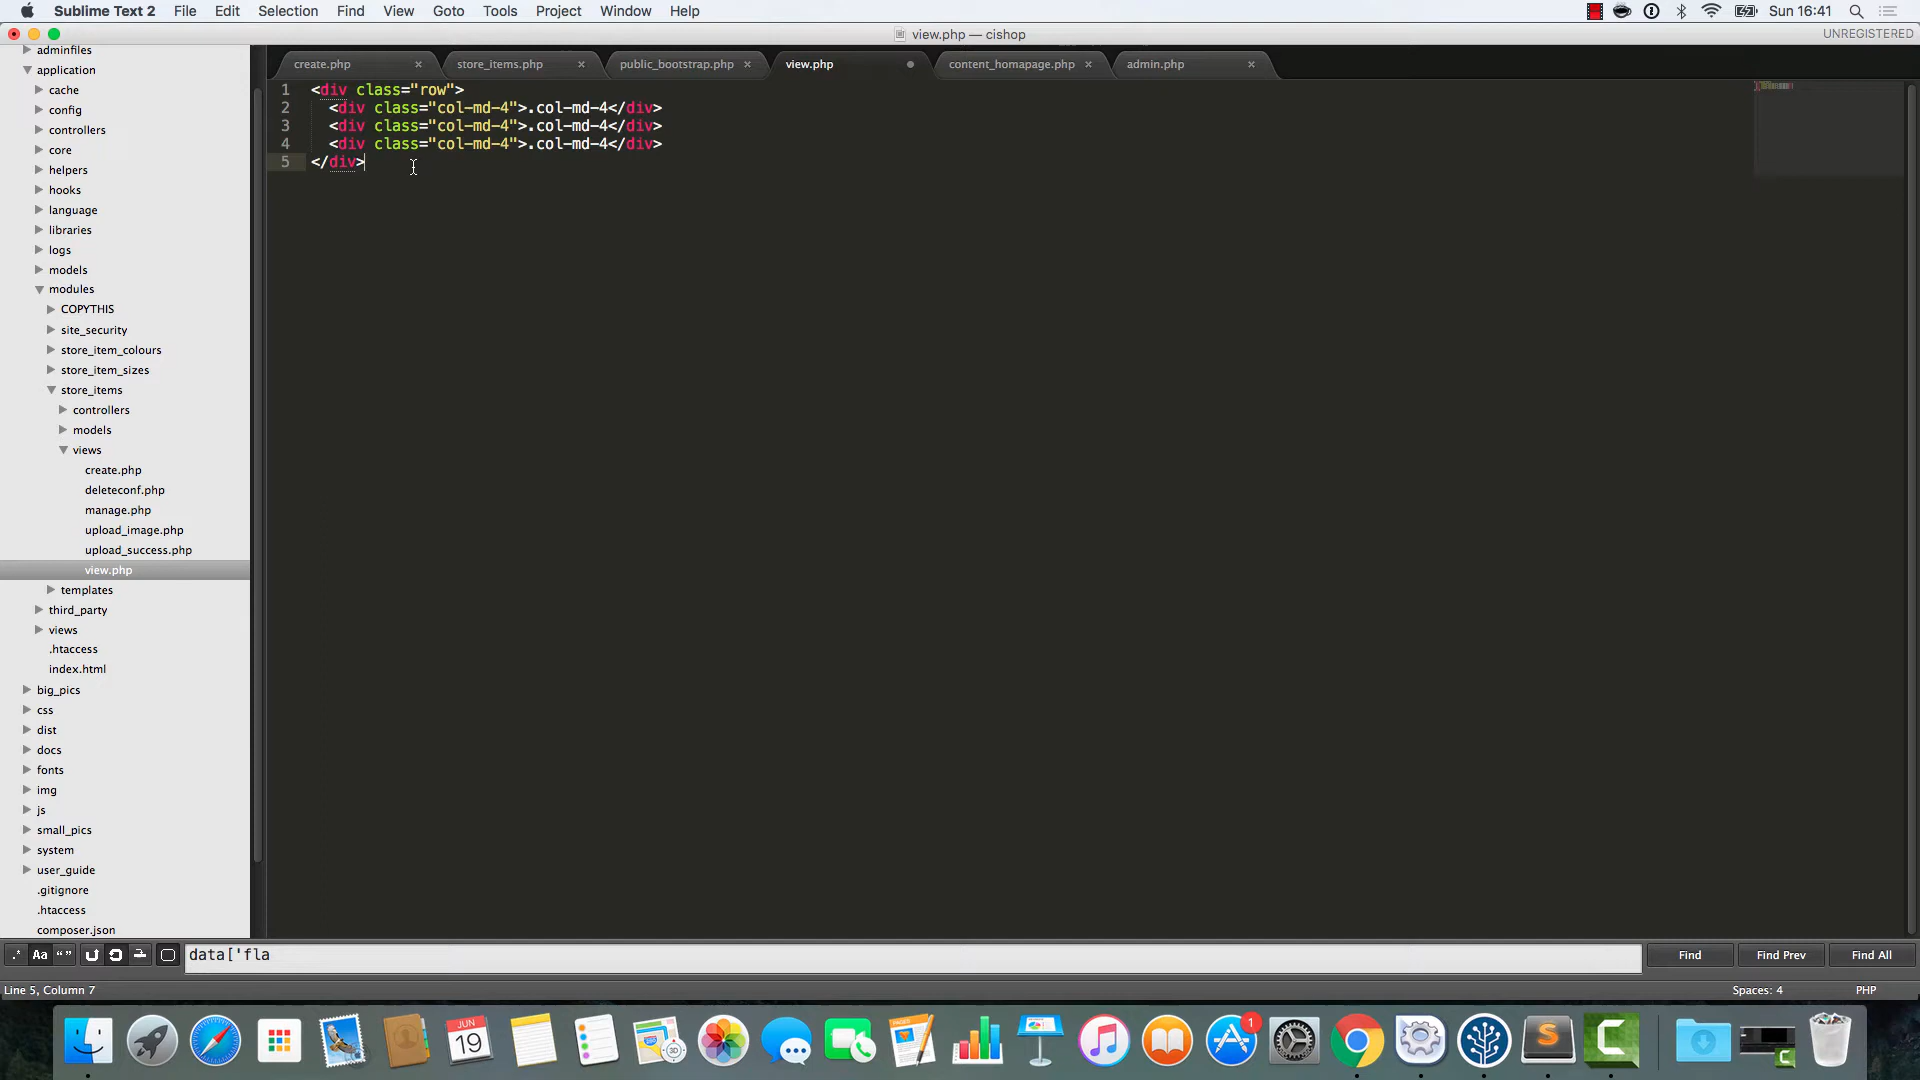 Sublime Text 2 File Edit Selection Find View Goto Tools Project Window Help Sun 16:41
view.php — cishop UNREGISTERED
create.php × store_items.php × public_bootstrap.php × view.php content_homapage.php × admin.php ×
adminfiles
application
cache
config
controllers
core
helpers
hooks
language
libraries
logs
models
modules
COPYTHIS
site_security
store_item_colours
store_item_sizes
store_items
controllers
models
views
create.php
deleteconf.php
manage.php
upload_image.php
upload_success.php
view.php
templates
third_party
views
.htaccess
index.html
big_pics
css
dist
docs
fonts
img
js
small_pics
system
user_guide
.gitignore
.htaccess
composer.json
1 <div class="row">
2 <div class="col-md-4">.col-md-4</div>
3 <div class="col-md-4">.col-md-4</div>
4 <div class="col-md-4">.col-md-4</div>
5 </div>
.* Aa “ ” data['fla Find Find Prev Find All
Line 5, Column 7 Spaces: 4 PHP
JUN
19
3D
1